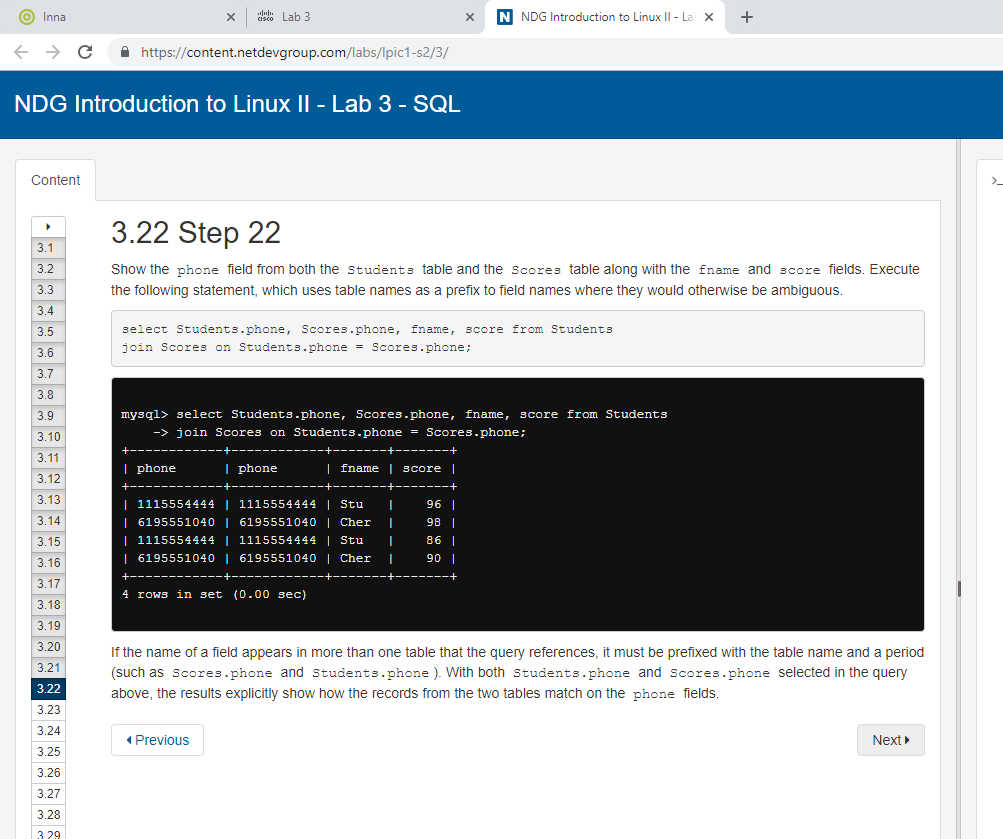 Inna
cisco Lab 3
N NDG Introduction to Linux II - La
https://content.netdevgroup.com/labs/lpic1-s2/3/
NDG Introduction to Linux II - Lab 3 - SQL
Content
>_
3.1
3.2
3.3
3.4
3.5
3.6
3.7
3.8
3.9
3.10
3.11
3.12
3.13
3.14
3.15
3.16
3.17
3.18
3.19
3.20
3.21
3.22
3.23
3.24
3.25
3.26
3.27
3.28
3.29
3.22 Step 22
Show the phone field from both the Students table and the Scores table along with the fname and score fields. Execute
the following statement, which uses table names as a prefix to field names where they would otherwise be ambiguous.
select Students.phone, Scores.phone, fname, score from Students
join Scores on Students.phone = Scores.phone;
mysql> select Students.phone, Scores.phone, fname, score from Students
    -> join Scores on Students.phone = Scores.phone;
+------------+------------+-------+-------+
| phone      | phone      | fname | score |
+------------+------------+-------+-------+
| 1115554444 | 1115554444 | Stu   |    96 |
| 6195551040 | 6195551040 | Cher  |    98 |
| 1115554444 | 1115554444 | Stu   |    86 |
| 6195551040 | 6195551040 | Cher  |    90 |
+------------+------------+-------+-------+
4 rows in set (0.00 sec)
If the name of a field appears in more than one table that the query references, it must be prefixed with the table name and a period
(such as Scores.phone and Students.phone ). With both Students.phone and Scores.phone selected in the query
above, the results explicitly show how the records from the two tables match on the phone fields.
Previous
Next